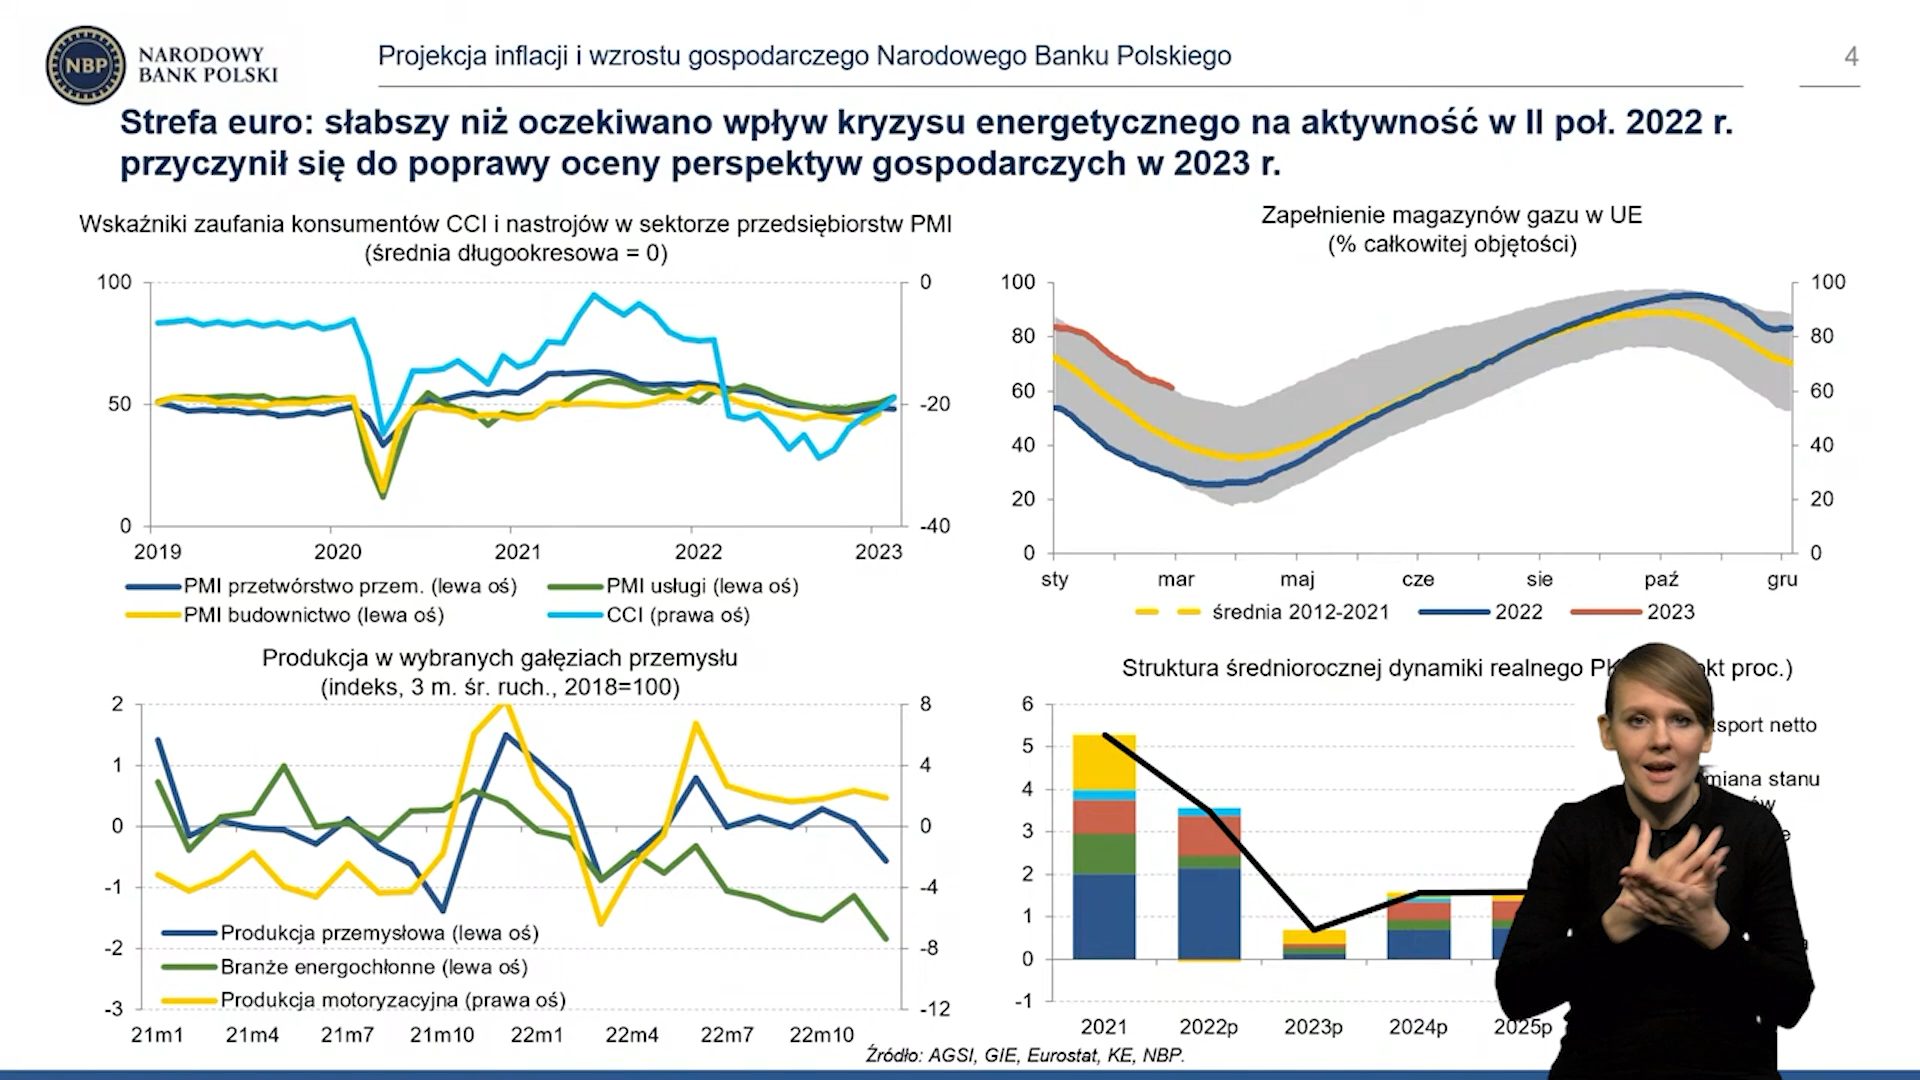 NBP
NARODOWY
BANK POLSKI
Projekcja inflacji i wzrostu gospodarczego Narodowego Banku Polskiego
4
Strefa euro: słabszy niż oczekiwano wpływ kryzysu energetycznego na aktywność w II poł. 2022 r.
przyczynił się do poprawy oceny perspektyw gospodarczych w 2023 r.
Wskaźniki zaufania konsumentów CCI i nastrojów w sektorze przedsiębiorstw PMI
(średnia długookresowa = 0)
100
50
0
0
-20
-40
2019 2020 2021 2022 2023
PMI przetwórstwo przem. (lewa oś)
PMI usługi (lewa oś)
PMI budownictwo (lewa oś)
CCI (prawa oś)
Zapełnienie magazynów gazu w UE
(% całkowitej objętości)
100
80
60
40
20
0
100
80
60
40
20
0
sty mar maj cze sie paź gru
średnia 2012-2021 2022 2023
Produkcja w wybranych gałęziach przemysłu
(indeks, 3 m. śr. ruch., 2018=100)
2
1
0
-1
-2
-3
8
4
0
-4
-8
-12
Produkcja przemysłowa (lewa oś)
Branże energochłonne (lewa oś)
Produkcja motoryzacyjna (prawa oś)
21m1 21m4 21m7 21m10 22m1 22m4 22m7 22m10
Struktura średniorocznej dynamiki realnego proc.)
6
5
4
3
2
1
0
-1
netto
stanu
2021 2022p 2023p 2024p 2025p
Źródło: AGSI, GIE, Eurostat, KE, NBP.